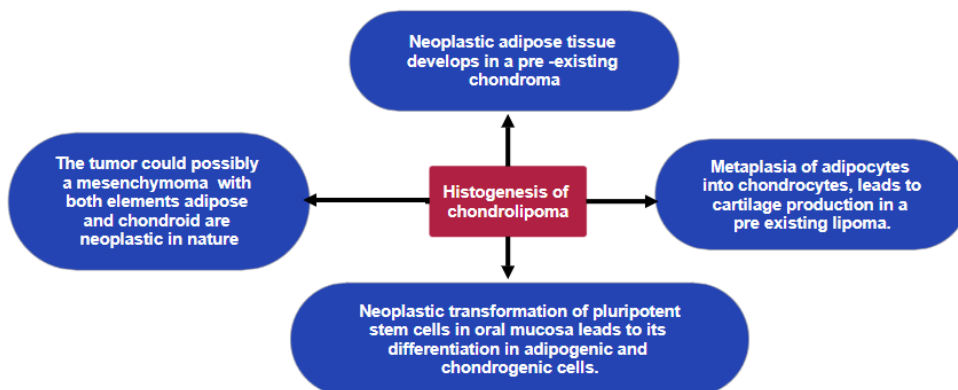 Neoplastic adipose tissue
develops in a pre -existing
chondroma
The tumor could possibly
a mesenchymoma with
both elements adipose
and chondroid are
neoplastic in nature
Histogenesis of
chondrolipoma
Metaplasia of adipocytes
into chondrocytes, leads to
cartilage production in a
pre existing lipoma.
Neoplastic transformation of pluripotent
stem cells in oral mucosa leads to its
differentiation in adipogenic and
chondrogenic cells.